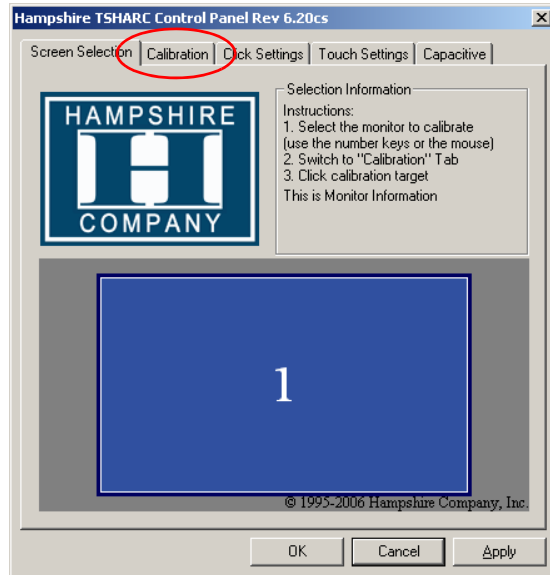 Hampshire TSHARC Control Panel Rev 6.20cs
Screen Selection Calibration Click Settings Touch Settings Capacitive
HAMPSHIRE
COMPANY
Selection Information
Instructions:
1. Select the monitor to calibrate
(use the number keys or the mouse)
2. Switch to "Calibration" Tab
3. Click calibration target
This is Monitor Information
1
© 1995-2006 Hampshire Company, Inc.
OK Cancel Apply